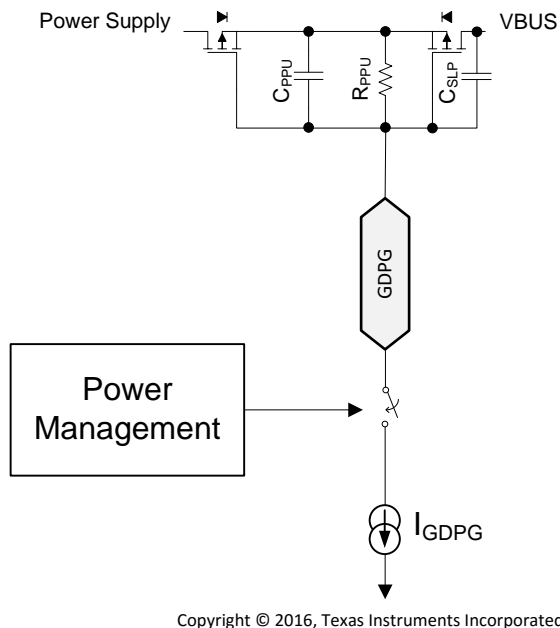 Power Supply
VBUS
CPPU
RPPU
CSLP
GDPG
Power
Management
IGDPG
Copyright © 2016, Texas Instruments Incorporated